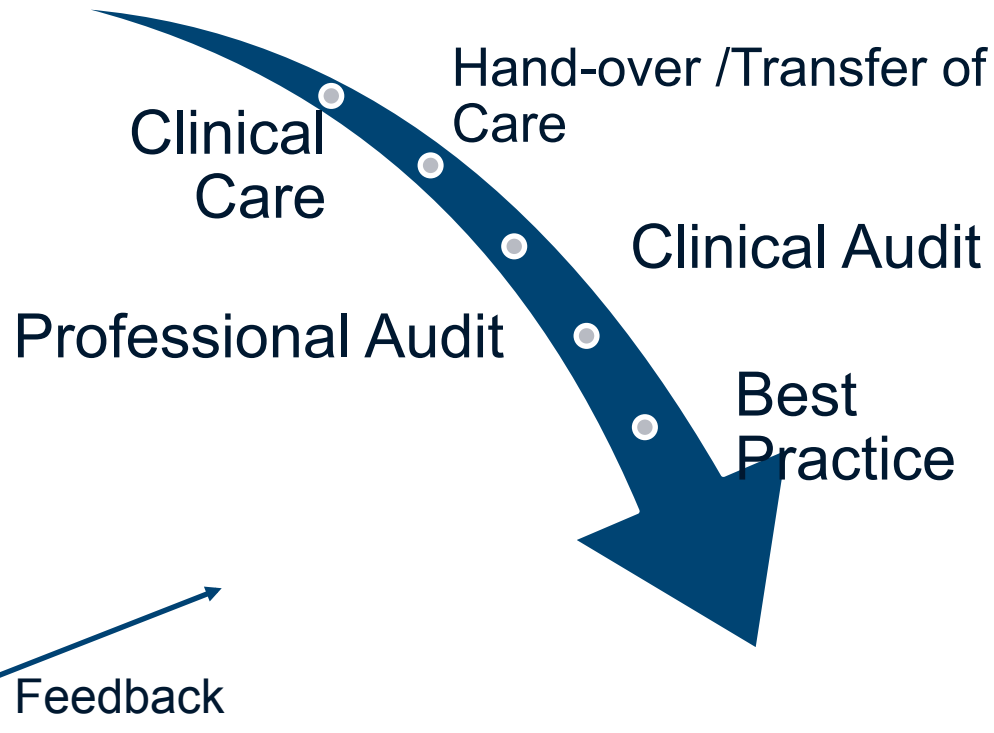 Hand-over /Transfer of
Care
Clinical
Care
Clinical Audit
Professional Audit
Best
Practice
Feedback